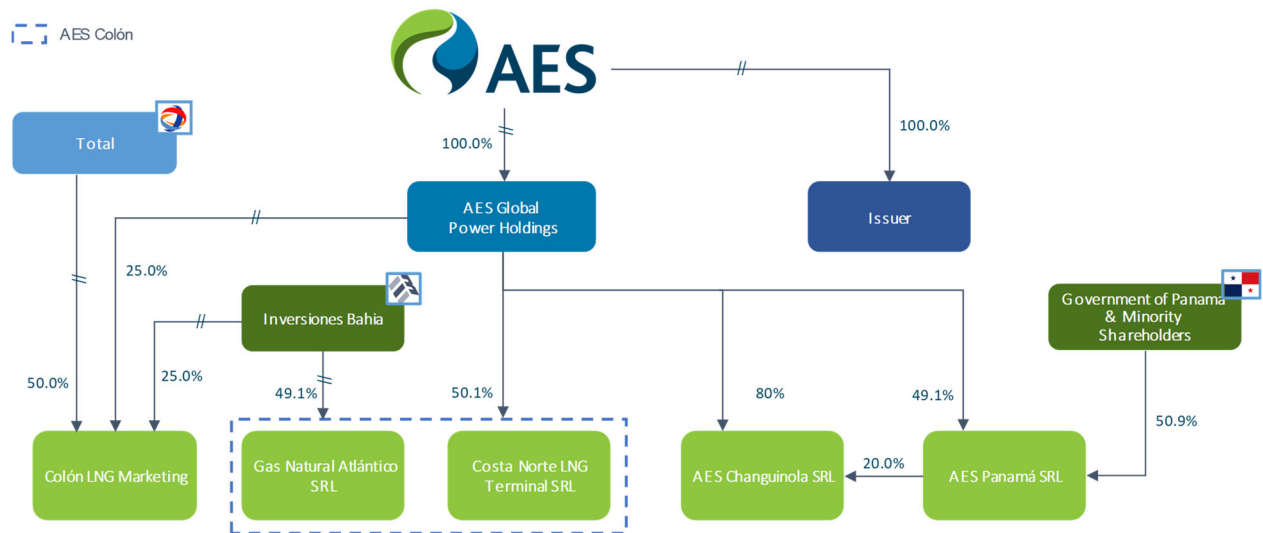 AES Colón
AES
Total
100.0%
100.0%
AES Global
Power Holdings
Issuer
25.0%
Inversiones Bahia
Government of Panama
& Minority
Shareholders
50.0%
25.0%
49.1%
50.1%
80%
49.1%
50.9%
Colón LNG Marketing
Gas Natural Atlántico
SRL
Costa Norte LNG
Terminal SRL
AES Changuinola SRL
20.0%
AES Panamá SRL